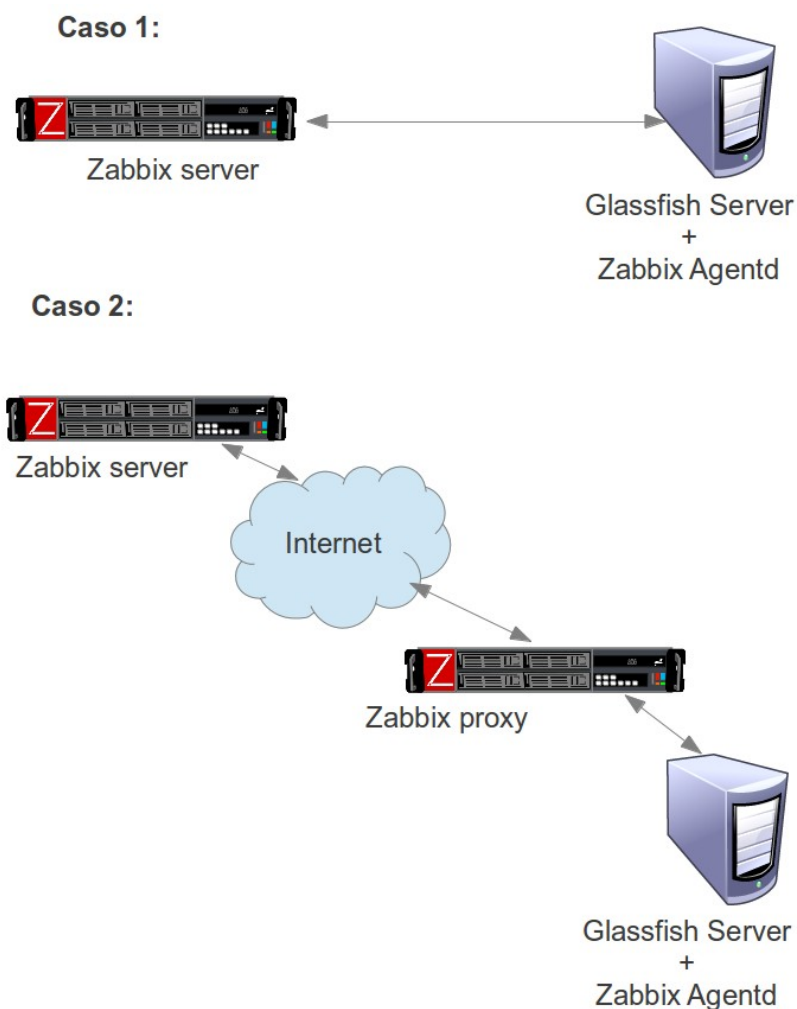 Caso 1:
Z
Zabbix server
Glassfish Server
+
Zabbix Agentd
Caso 2:
Z
Zabbix server
Internet
Z
Zabbix proxy
Glassfish Server
+
Zabbix Agentd